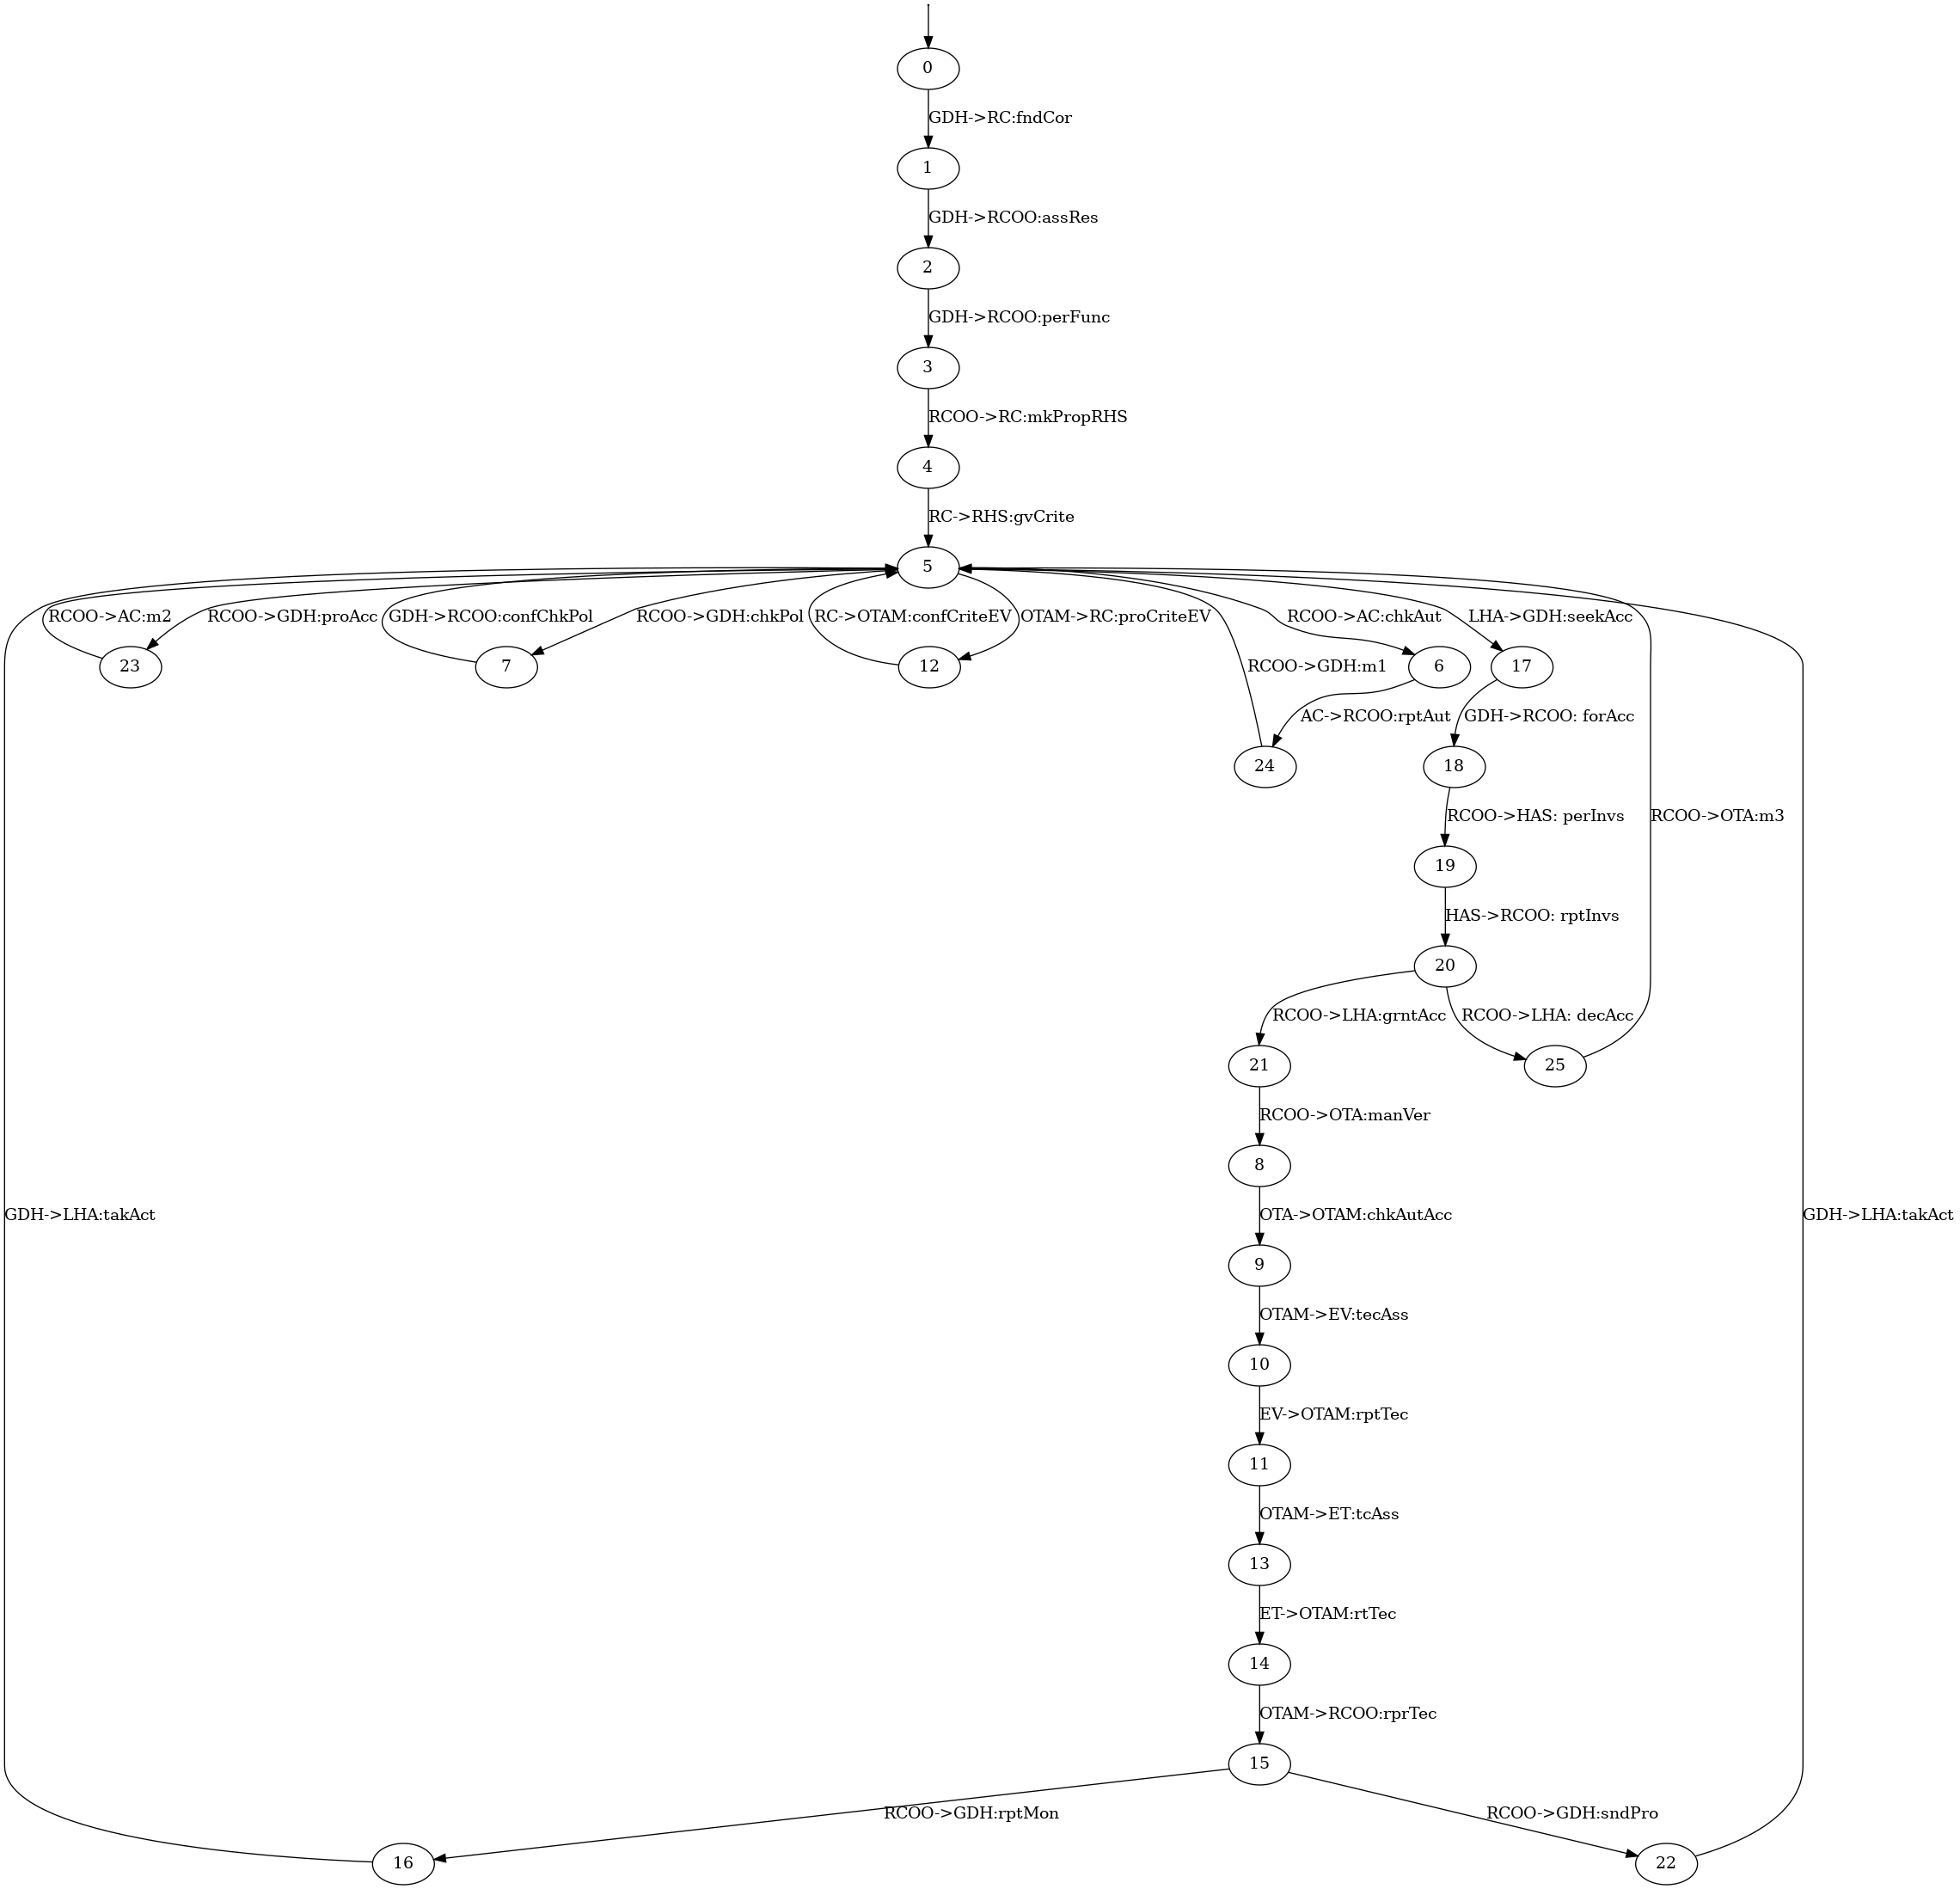 0
GDH->RC:fndCor
1
GDH->RCOO:assRes
2
GDH->RCOO:perFunc
3
RCOO->RC:mkPropRHS
4
RC->RHS:gvCrite
5
RCOO->AC:m2
RCOO->GDH:proAcc
GDH->RCOO:confChkPol
RCOO->GDH:chkPol
RC->OTAM:confCriteEV
OTAM->RC:proCriteEV
RCOO->GDH:m1
RCOO->AC:chkAut
LHA->GDH:seekAcc
23
7
12
6
17
AC->RCOO:rptAut
GDH->RCOO: forAcc
24
18
RCOO->HAS: perInvs
RCOO->OTA:m3
19
HAS->RCOO: rptInvs
20
RCOO->LHA:grntAcc
RCOO->LHA: decAcc
21
25
RCOO->OTA:manVer
8
GDH->LHA:takAct
OTA->OTAM:chkAutAcc
GDH->LHA:takAct
9
OTAM->EV:tecAss
10
EV->OTAM:rptTec
11
OTAM->ET:tcAss
13
ET->OTAM:rtTec
14
OTAM->RCOO:rprTec
15
RCOO->GDH:rptMon
RCOO->GDH:sndPro
16
22